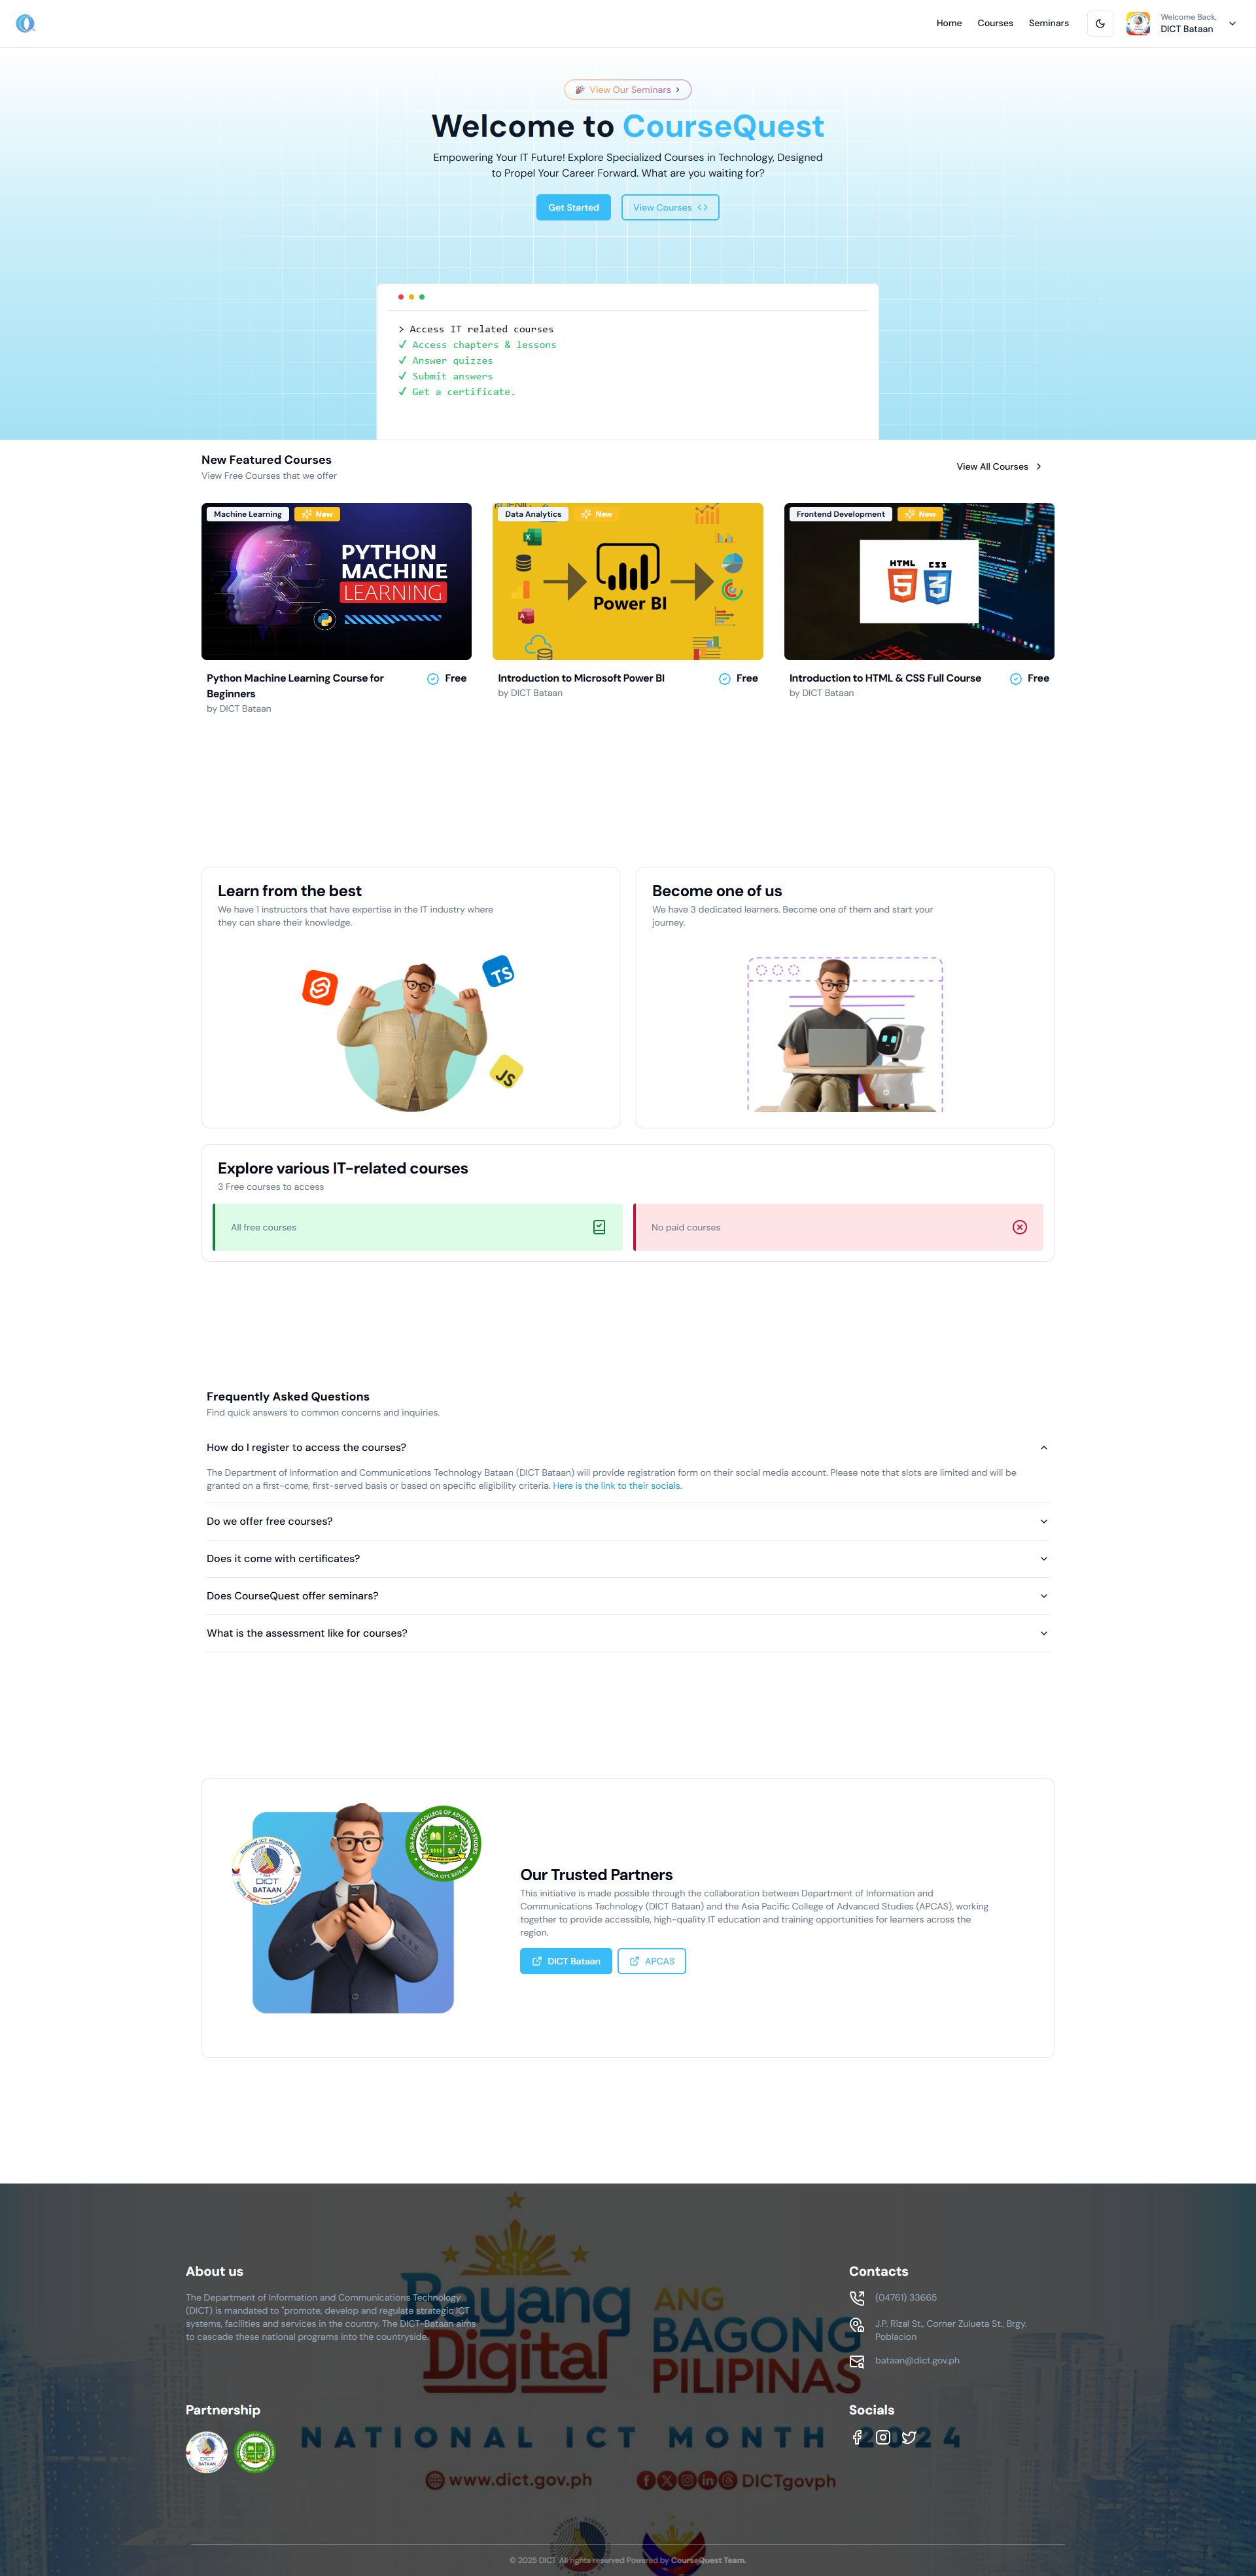 Home Courses Seminars
Welcome Back,
DICT Bataan
View Our Seminars
Welcome to CourseQuest
Empowering Your IT Future! Explore Specialized Courses in Technology, Designed
to Propel Your Career Forward. What are you waiting for?
Get Started
View Courses
> Access IT related courses
✓ Access chapters & lessons
✓ Answer quizzes
✓ Submit answers
✓ Get a certificate.
New Featured Courses
View Free Courses that we offer
View All Courses
Machine Learning
New
PYTHON
MACHINE
LEARNING
Python Machine Learning Course for
Beginners
Free
by DICT Bataan
Data Analytics
New
Power BI
Introduction to Microsoft Power BI
Free
by DICT Bataan
Frontend Development
New
HTML
5
CSS
3
Introduction to HTML & CSS Full Course
Free
by DICT Bataan
Learn from the best
We have 1 instructors that have expertise in the IT industry where
they can share their knowledge.
TS
JS
Become one of us
We have 3 dedicated learners. Become one of them and start your
journey.
Explore various IT-related courses
3 Free courses to access
All free courses
No paid courses
Frequently Asked Questions
Find quick answers to common concerns and inquiries.
How do I register to access the courses?
The Department of Information and Communications Technology Bataan (DICT Bataan) will provide registration form on their social media account. Please note that slots are limited and will be
granted on a first-come, first-served basis or based on specific eligibility criteria. Here is the link to their socials.
Do we offer free courses?
Does it come with certificates?
Does CourseQuest offer seminars?
What is the assessment like for courses?
DICT
BATAAN
ASIA PACIFIC COLLEGE OF ADVANCED STUDIES
BALANGA CITY, BATAAN
Our Trusted Partners
This initiative is made possible through the collaboration between Department of Information and
Communications Technology (DICT Bataan) and the Asia Pacific College of Advanced Studies (APCAS), working
together to provide accessible, high-quality IT education and training opportunities for learners across the
region.
DICT Bataan
APCAS
About us
The Department of Information and Communications Technology
(DICT) is mandated to "promote, develop and regulate strategic ICT
systems, facilities and services in the country. The DICT-Bataan aims
to cascade these national programs into the countryside.
Contacts
(04761) 33665
J.P. Rizal St., Corner Zulueta St., Brgy.
Poblacion
bataan@dict.gov.ph
Bayang
Digital
ANG
BAGONG
PILIPINAS
Partnership
Socials
NATIONAL ICT MONTH 2024
www.dict.gov.ph
DICTgovph
© 2025 DICT. All rights reserved Powered by CourseQuest Team.